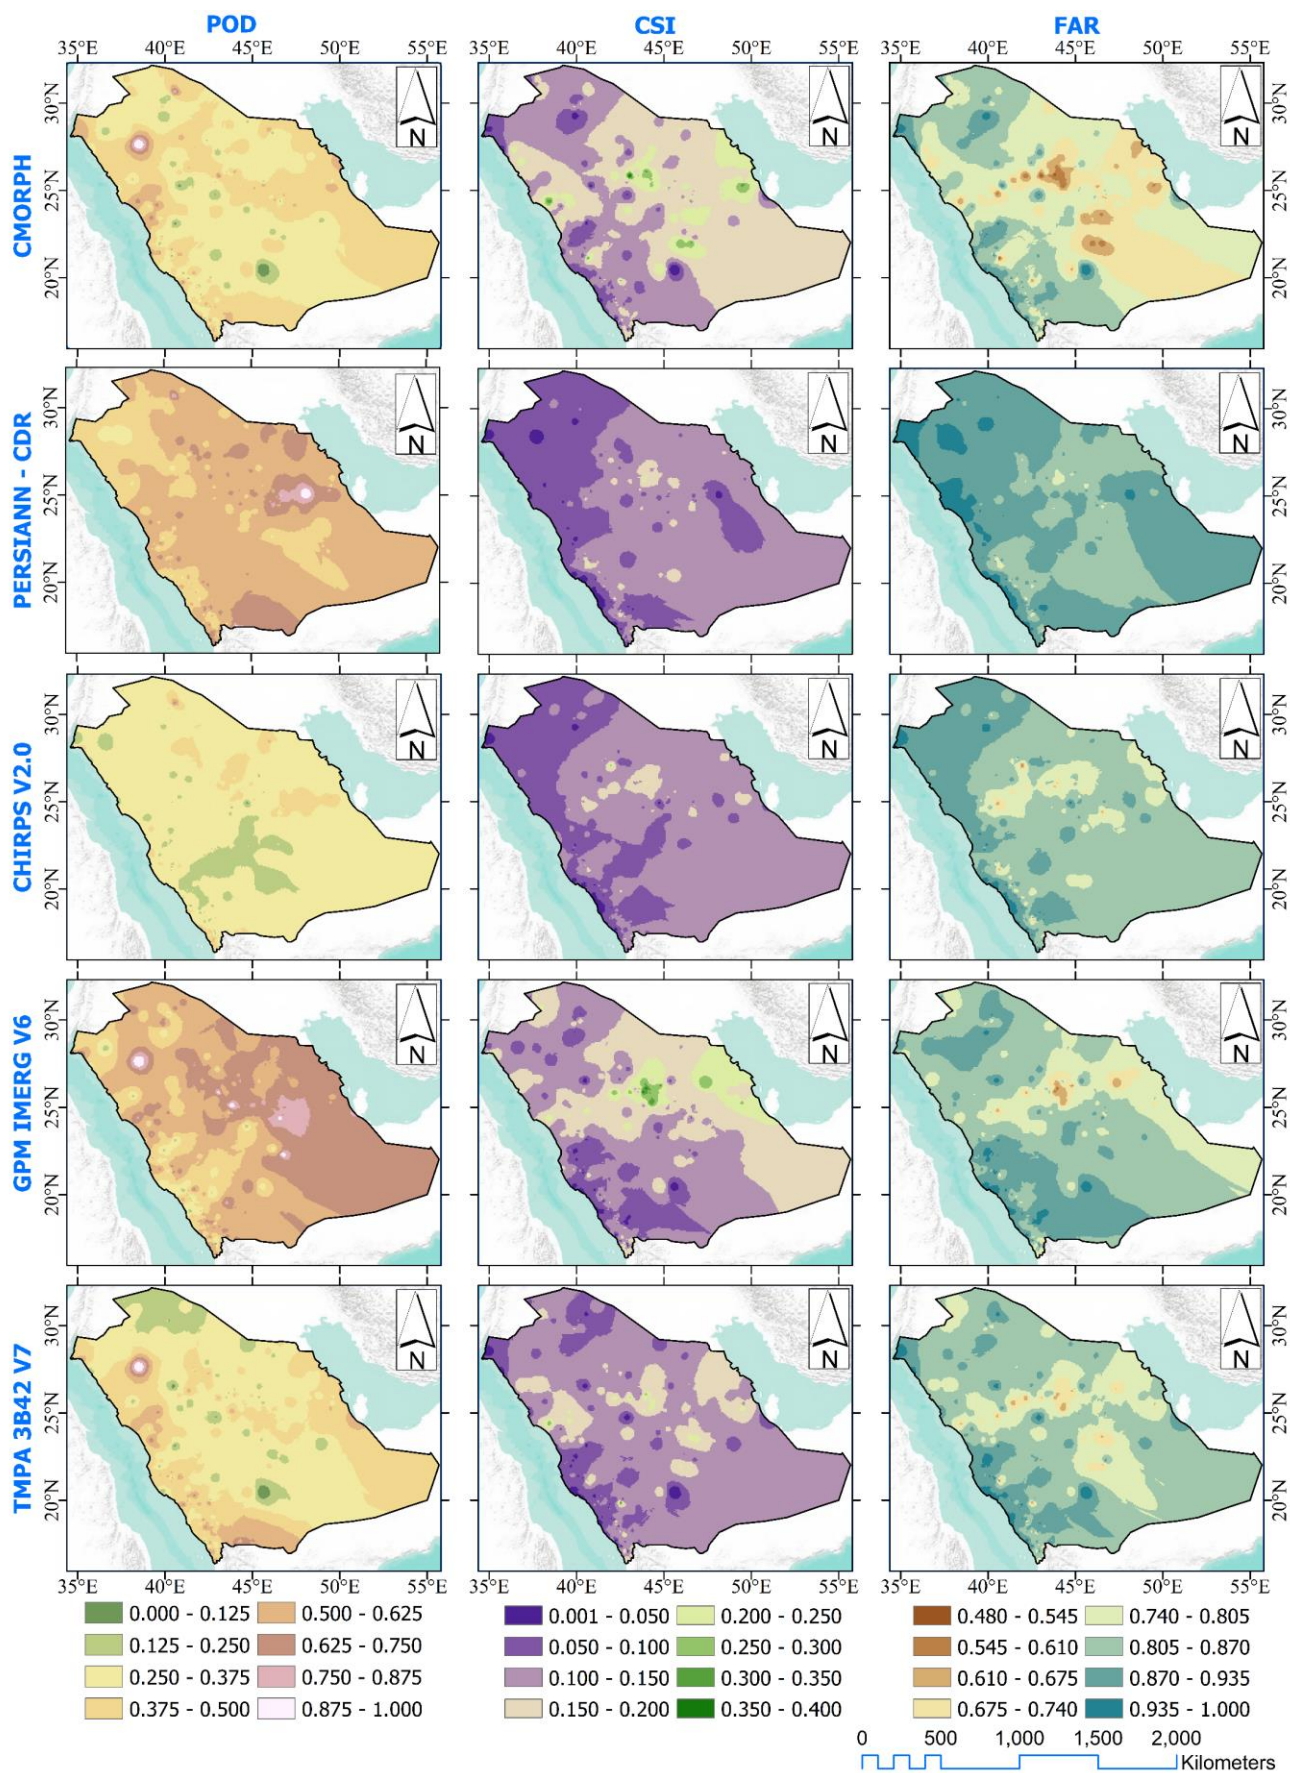 POD CSI FAR
35°E 40°E 45°E 50°E 55°E 35°E 40°E 45°E 50°E 55°E 35°E 40°E 45°E 50°E 55°E
CMORPH
30°N 25°N 20°N
N N N
30°N 25°N 20°N
PERSIANN - CDR
30°N 25°N 20°N
N N N
30°N 25°N 20°N
CHIRPS V2.0
30°N 25°N 20°N
N N N
30°N 25°N 20°N
GPM IMERG V6
30°N 25°N 20°N
N N N
30°N 25°N 20°N
TMPA 3B42 V7
30°N 25°N 20°N
N N N
30°N 25°N 20°N
35°E 40°E 45°E 50°E 55°E 35°E 40°E 45°E 50°E 55°E 35°E 40°E 45°E 50°E 55°E
0.000 - 0.125 0.500 - 0.625 0.001 - 0.050 0.200 - 0.250 0.480 - 0.545 0.740 - 0.805
0.125 - 0.250 0.625 - 0.750 0.050 - 0.100 0.250 - 0.300 0.545 - 0.610 0.805 - 0.870
0.250 - 0.375 0.750 - 0.875 0.100 - 0.150 0.300 - 0.350 0.610 - 0.675 0.870 - 0.935
0.375 - 0.500 0.875 - 1.000 0.150 - 0.200 0.350 - 0.400 0.675 - 0.740 0.935 - 1.000
0 500 1,000 1,500 2,000
Kilometers